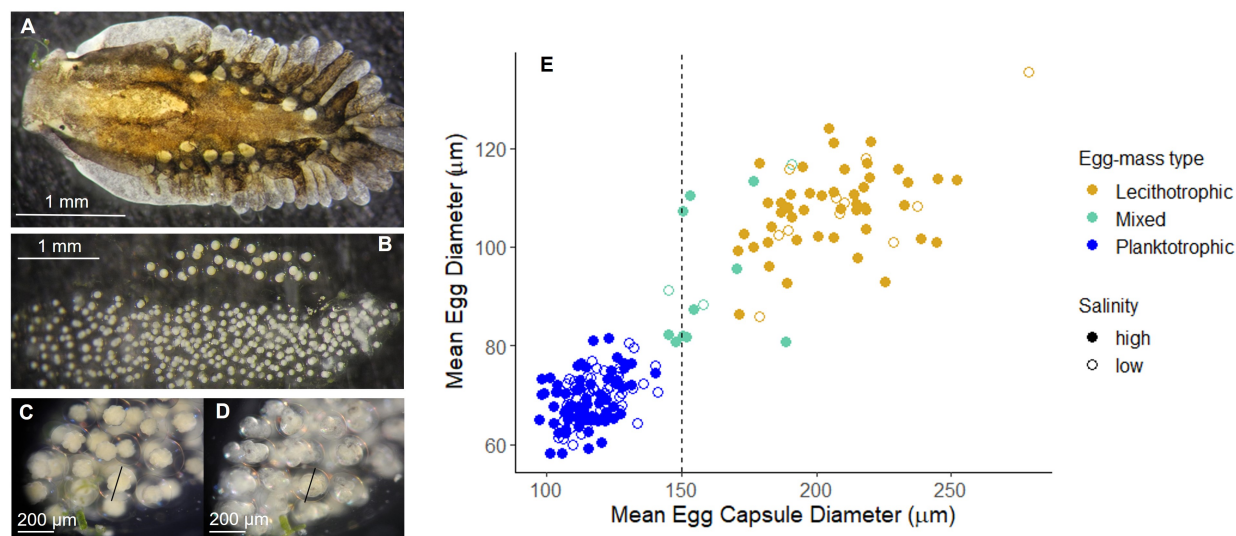 A
1 mm
1 mm
B
C
D
200 µm
200 µm
E
Mean Egg Diameter (µm)
120
100
80
60
100
150
200
250
Mean Egg Capsule Diameter (µm)
Egg-mass type
Lecithotrophic
Mixed
Planktotrophic
Salinity
high
low